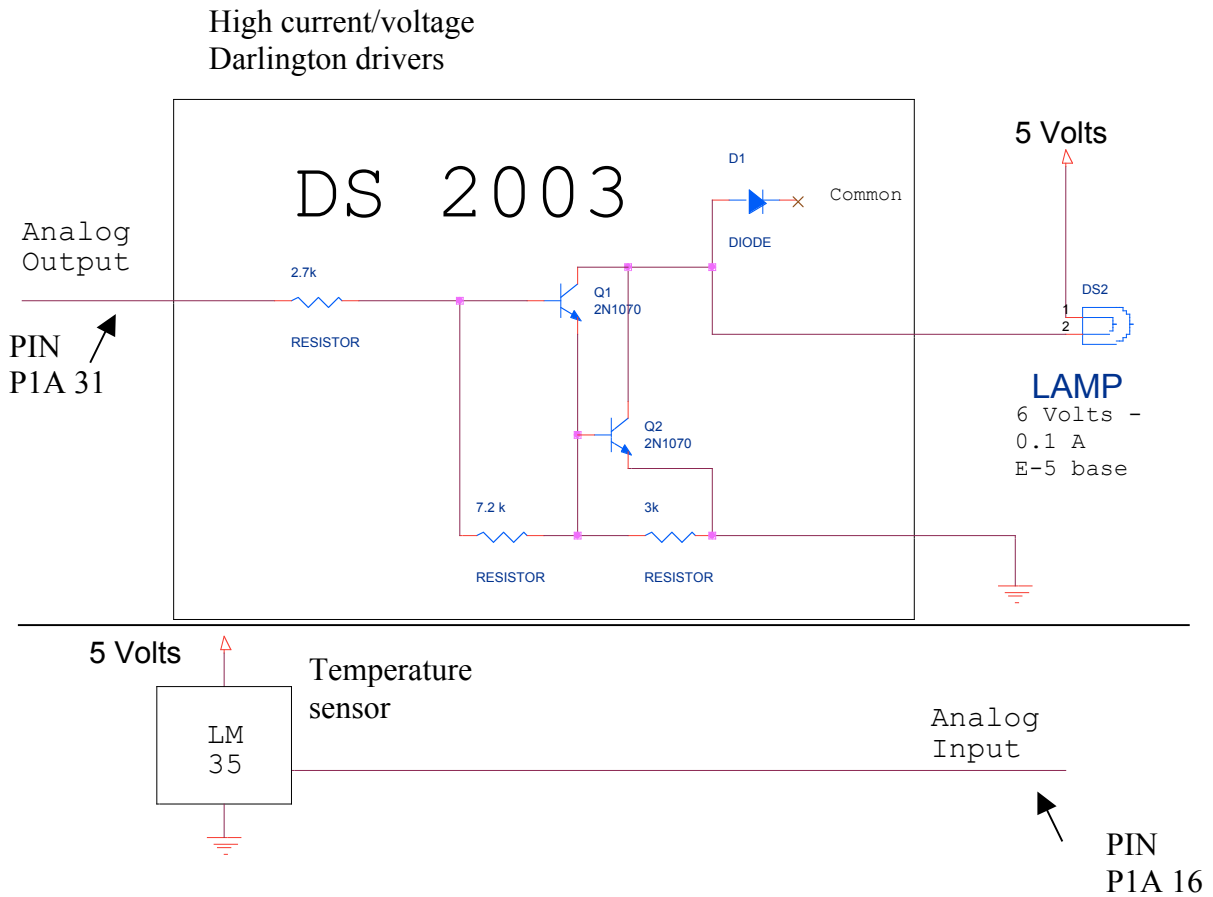 High current/voltage
Darlington drivers
DS 2003
D1
Common
DIODE
5 Volts
Analog
Output
2.7k
RESISTOR
PIN
P1A 31
Q1
2N1070
DS2
1
2
LAMP
6 Volts -
0.1 A
E-5 base
Q2
2N1070
7.2 k
RESISTOR
3k
RESISTOR
5 Volts
Temperature
sensor
LM
35
Analog
Input
PIN
P1A 16